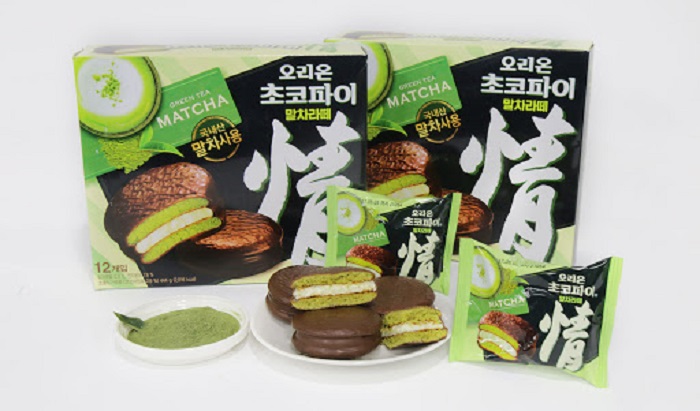 GREEN TEA
MATCHA
국내산
말차사용
오리온
초코파이
말차라떼
情
12개입
GREEN TEA
MATCHA
국내산
말차사용
오리온
초코파이
말차라떼
情
MATCHA
오리온
초코파이
말차라떼
情
MATCHA
오리온
초코파이
말차라떼
情